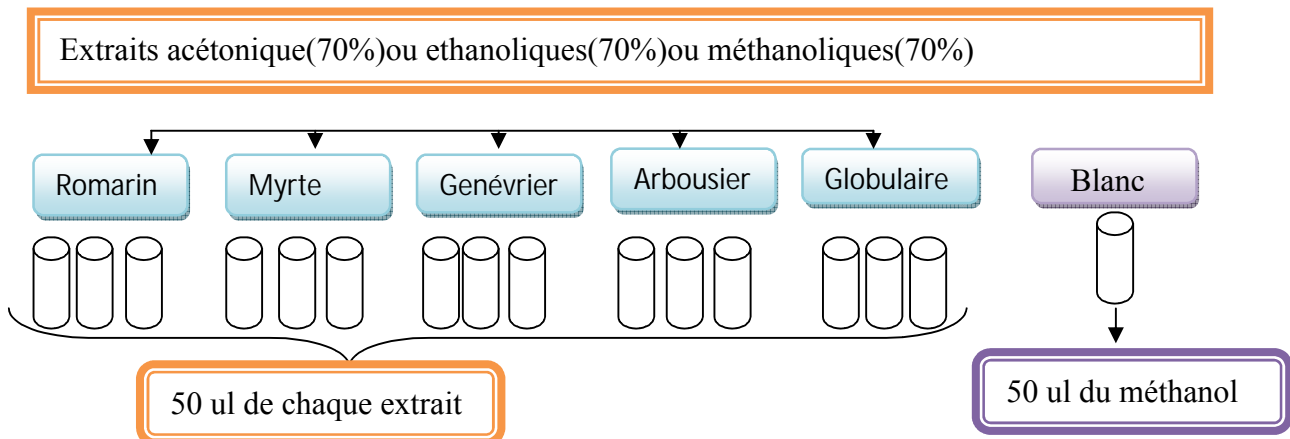 Extraits acétonique(70%)ou ethanoliques(70%)ou méthanoliques(70%)
Romarin
Myrte
Genévrier
Arbousier
Globulaire
Blanc
50 ul de chaque extrait
50 ul du méthanol